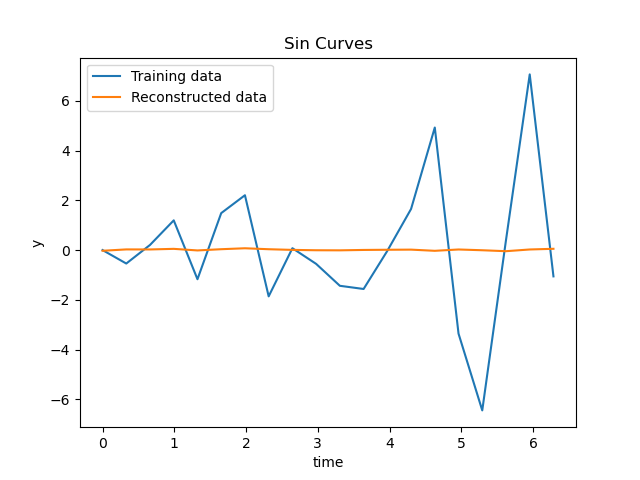 Sin Curves
Training data
Reconstructed data
6
4
2
0
−2
−4
−6
y
0 1 2 3 4 5 6
time